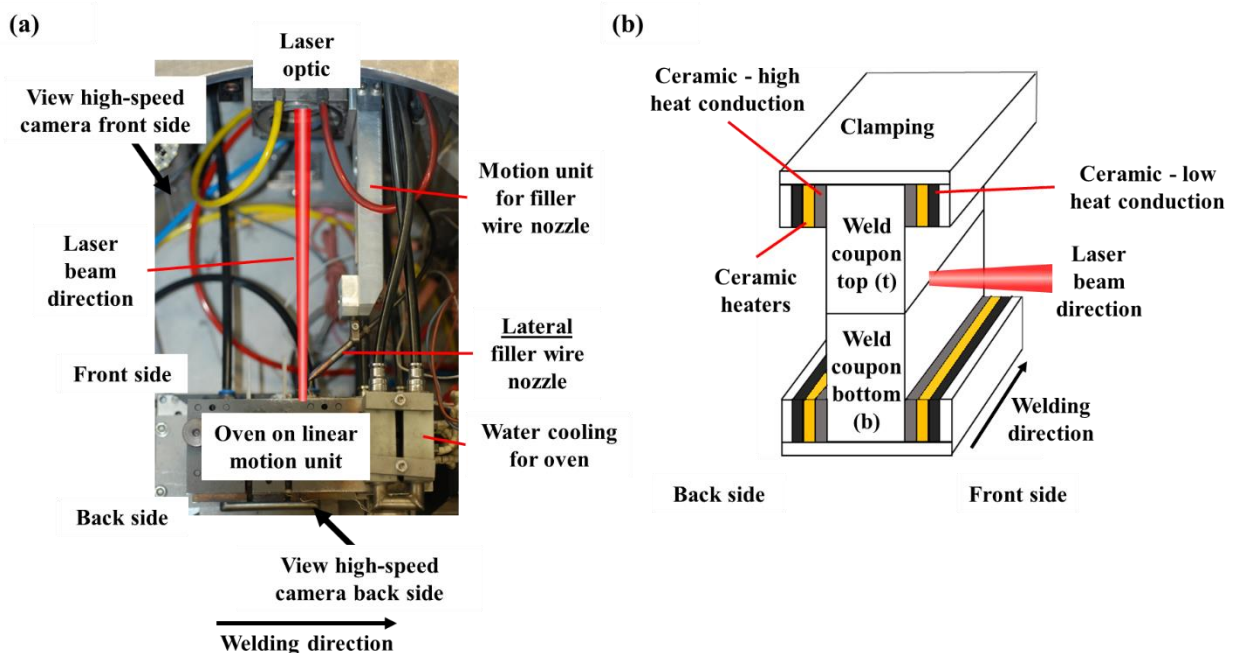 (a)
Laser
optic
View high-speed
camera front side
Motion unit
for filler
wire nozzle
Laser
beam
direction
Lateral
filler wire
nozzle
Front side
Oven on linear
motion unit
Water cooling
for oven
Back side
View high-speed
camera back side
Welding direction
(b)
Ceramic - high
heat conduction
Clamping
Ceramic - low
heat conduction
Weld
coupon
top (t)
Ceramic
heaters
Laser
beam
direction
Weld
coupon
bottom
(b)
Welding
direction
Back side
Front side